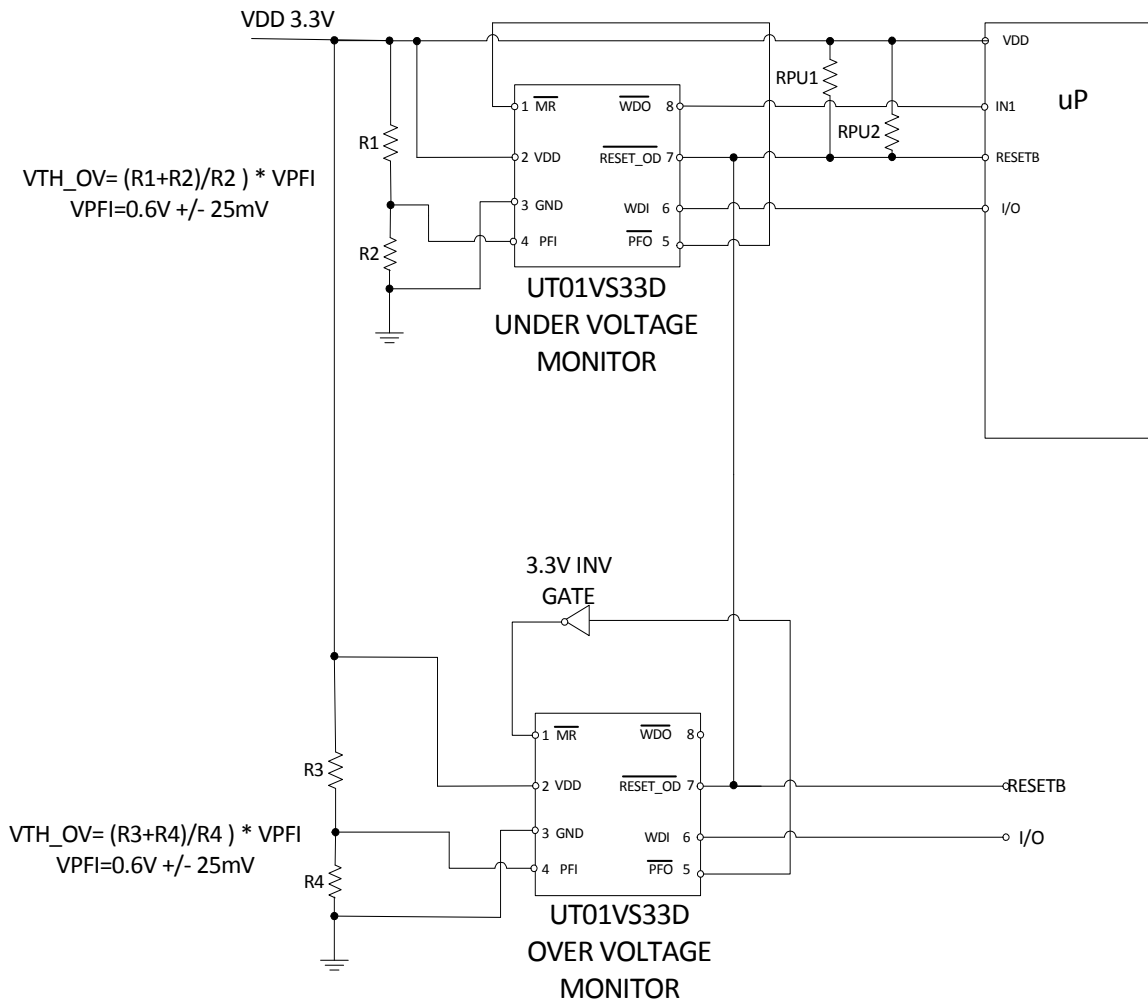 VDD 3.3V
VDD
RPU1
uP
1 MR
WDO 8
IN1
RPU2
R1
2 VDD
RESET_OD 7
RESETB
VTH_OV= (R1+R2)/R2 ) * VPFI
VPFI=0.6V +/- 25mV
3 GND
WDI 6
I/O
R2
4 PFI
PFO 5
UT01VS33D
UNDER VOLTAGE
MONITOR
3.3V INV
GATE
1 MR
WDO 8
R3
2 VDD
RESET_OD 7
RESETB
VTH_OV= (R3+R4)/R4 ) * VPFI
VPFI=0.6V +/- 25mV
3 GND
WDI 6
I/O
R4
4 PFI
PFO 5
UT01VS33D
OVER VOLTAGE
MONITOR